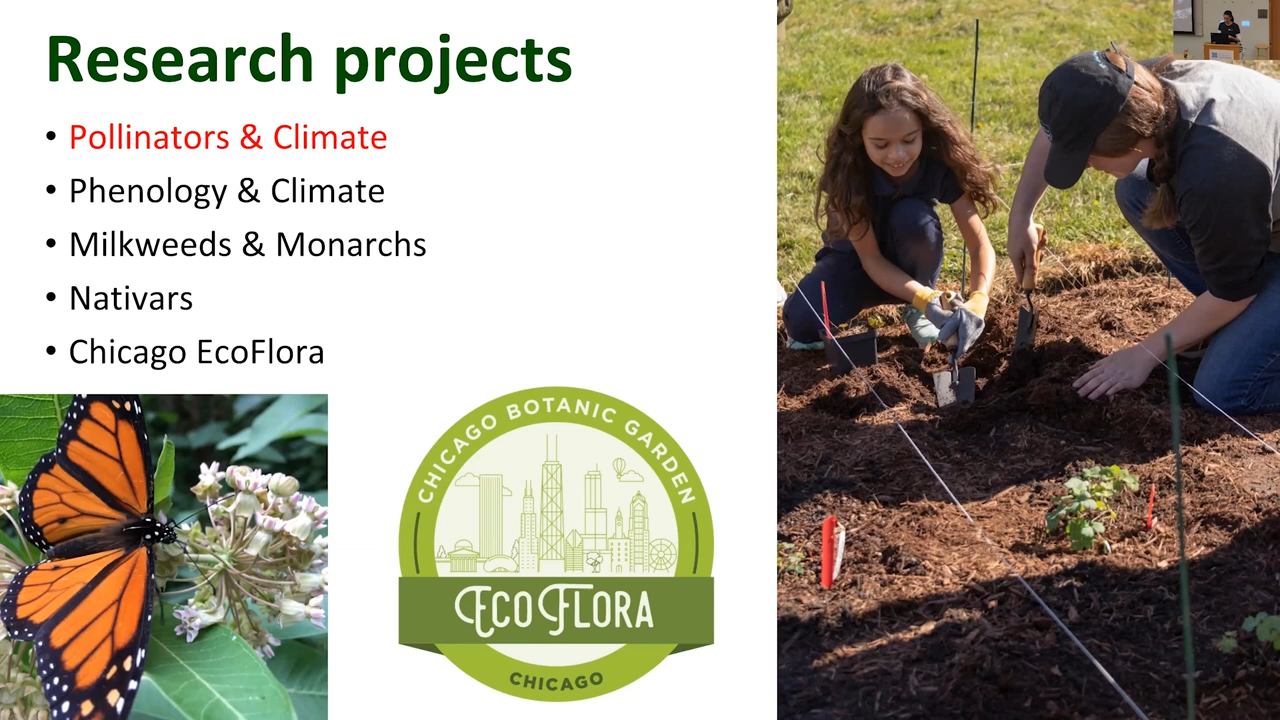 Research projects
• Pollinators & Climate
• Phenology & Climate
• Milkweeds & Monarchs
• Nativars
• Chicago EcoFlora
CHICAGO BOTANIC GARDEN
ECOFLORA
CHICAGO